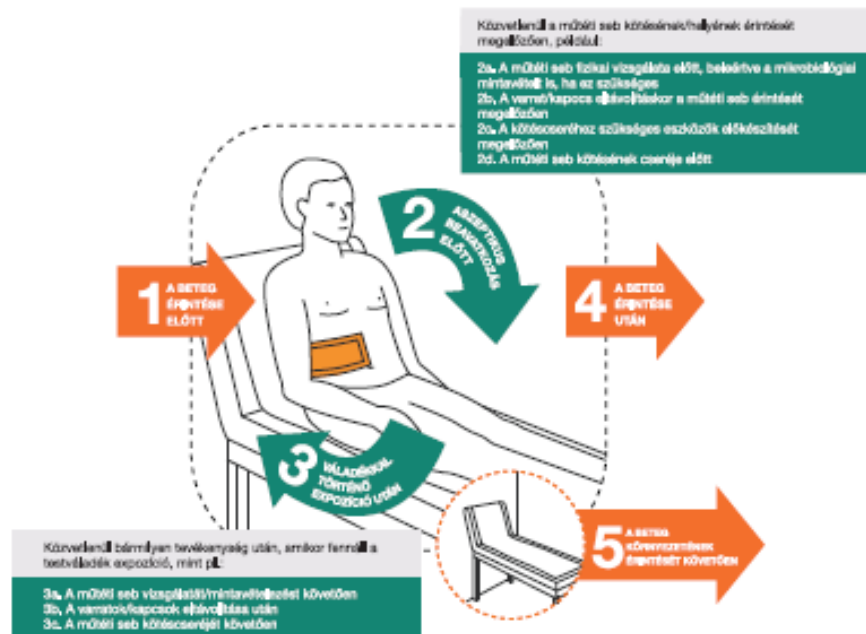 Közvetlenül a műtéti seb kötésének/helyének érintését
megelőzően, például:
2a. A műtéti seb fizikai vizsgálata előtt, beleértve a mikrobiológiai
mintavételt is, ha ez szükséges
2b. A varrat/kapocs eltávolításkor a műtéti seb érintését
megelőzően
2c. A kötéscseréhez szükséges eszközök előkészítését
megelőzően
2d. A műtéti seb kötésének cseréje előtt
2
ASZEPTIKUS
BEAVATKOZÁS
ELŐTT
1
A BETEG
ÉRINTÉSE
ELŐTT
4
A BETEG
ÉRINTÉSE
UTÁN
3
VÁLADÉKKAL
TÖRTÉNŐ
EXPOZÍCIÓ UTÁN
5
A BETEG
KÖRNYEZETÉNEK
ÉRINTÉSÉT KÖVETŐEN
Közvetlenül bármilyen tevékenység után, amikor fennáll a
testváladék expozíció, mint pl.:
3a. A műtéti seb vizsgálatát/mintavételezést követően
3b. A varratok/kapcsok eltávolítása után
3c. A műtéti seb kötéscseréjét követően